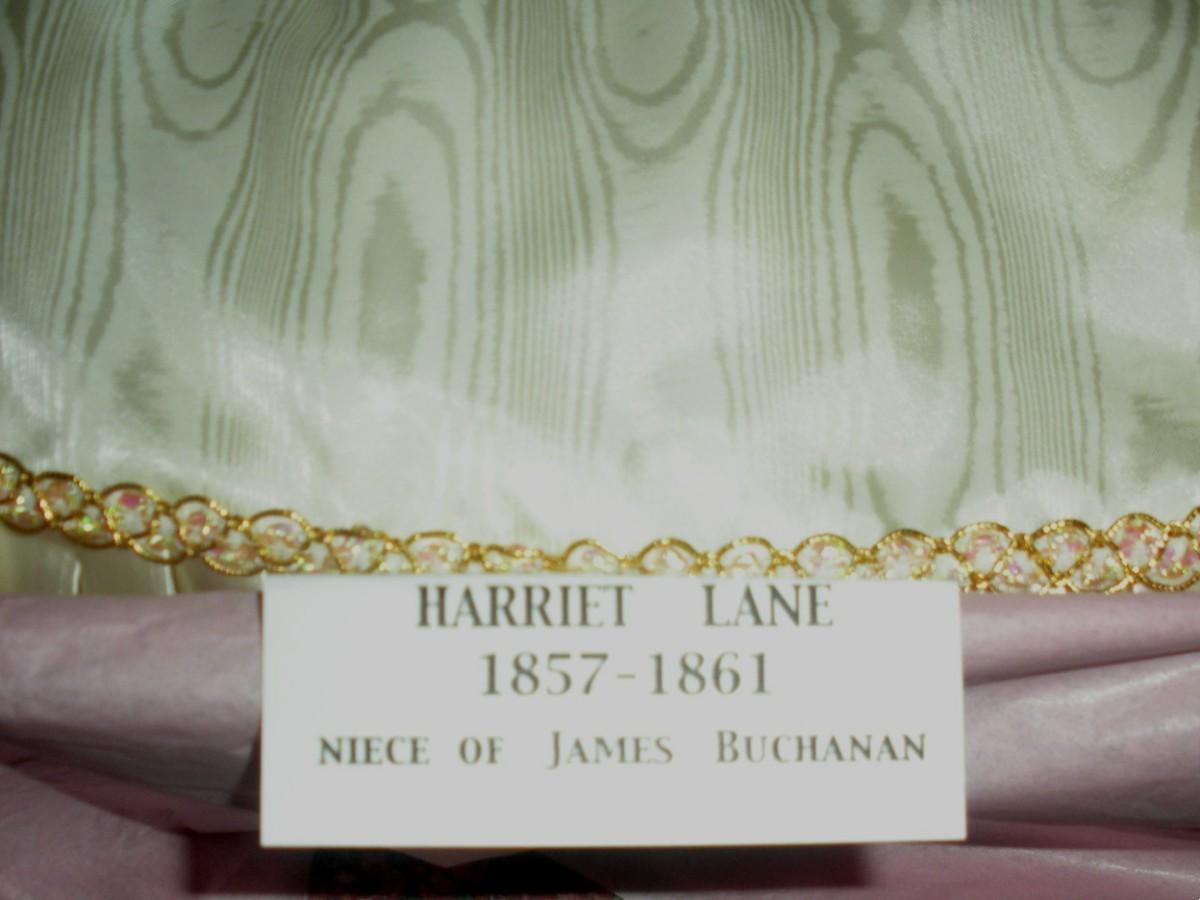 HARRIET LANE
1857-1861
NIECE OF JAMES BUCHANAN